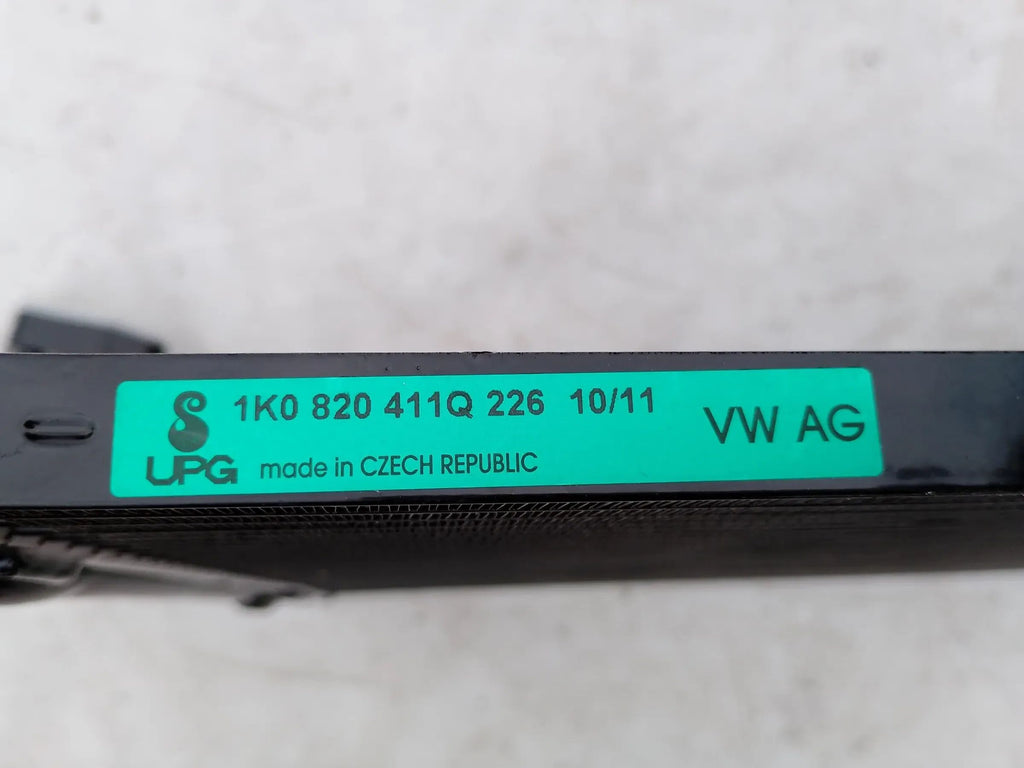 1K0 820 411Q 226 10/11
UPG made in CZECH REPUBLIC
VW AG